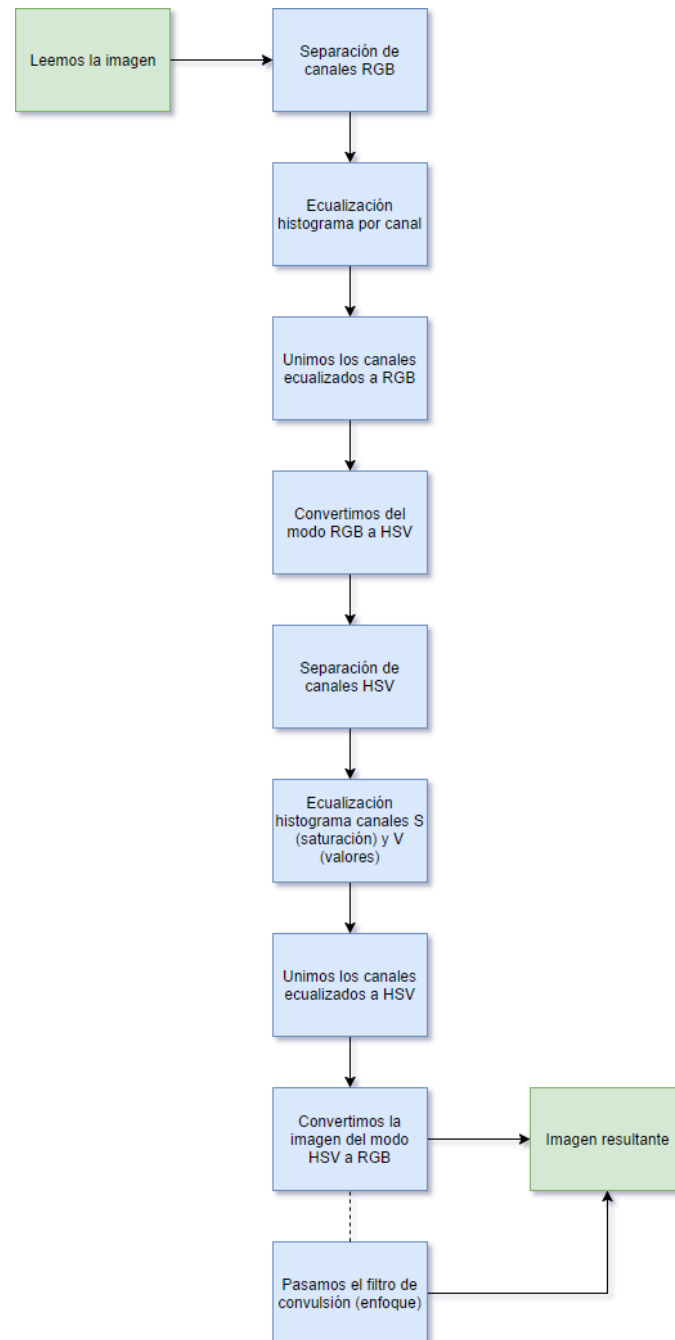 Leemos la imagen
Separación de
canales RGB
Ecualización
histograma por canal
Unimos los canales
ecualizados a RGB
Convertimos del
modo RGB a HSV
Separación de
canales HSV
Ecualización
histograma canales S
(saturación) y V
(valores)
Unimos los canales
ecualizados a HSV
Convertimos la
imagen del modo
HSV a RGB
Imagen resultante
Pasamos el filtro de
convulsión (enfoque)